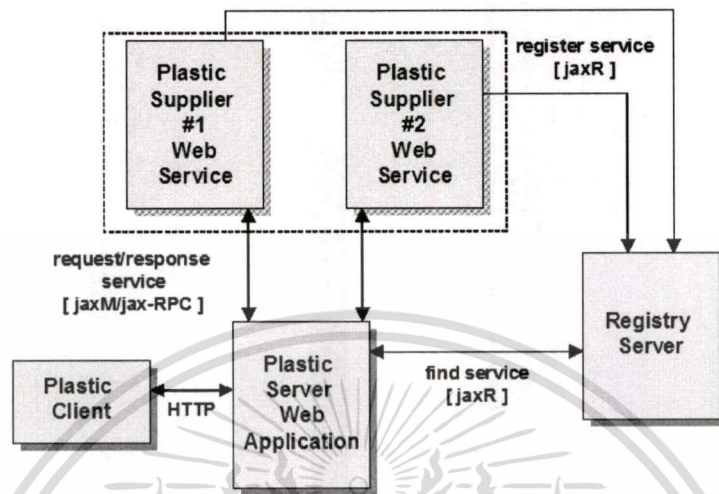 Plastic
Supplier
#1
Web
Service
Plastic
Supplier
#2
Web
Service
register service
[ jaxR ]
request/response
service
[ jaxM/jax-RPC ]
Registry
Server
Plastic
Client
HTTP
Plastic
Server
Web
Application
find service
[ jaxR ]